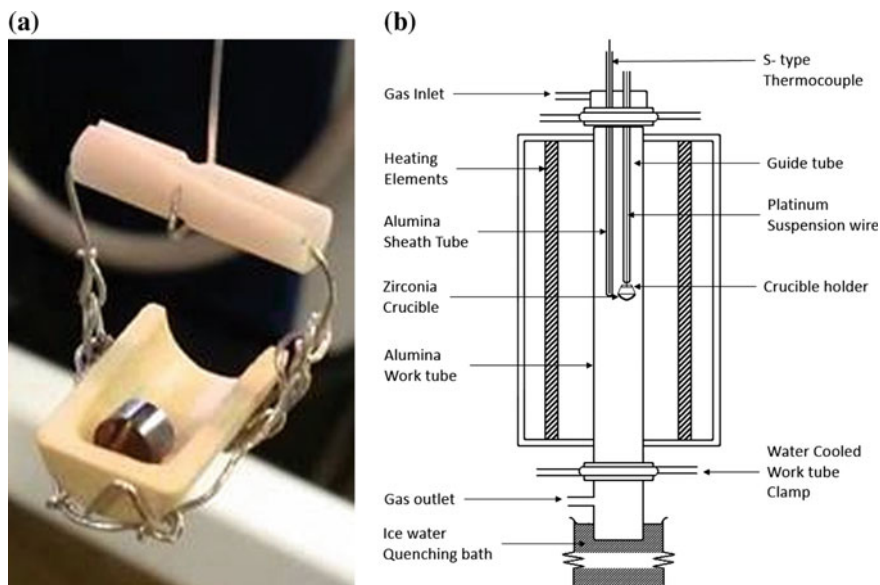 (a)
(b)
S- type
Thermocouple
Gas Inlet
Heating
Elements
Guide tube
Alumina
Sheath Tube
Platinum
Suspension wire
Zirconia
Crucible
Crucible holder
Alumina
Work tube
Water Cooled
Work tube
Clamp
Gas outlet
Ice water
Quenching bath